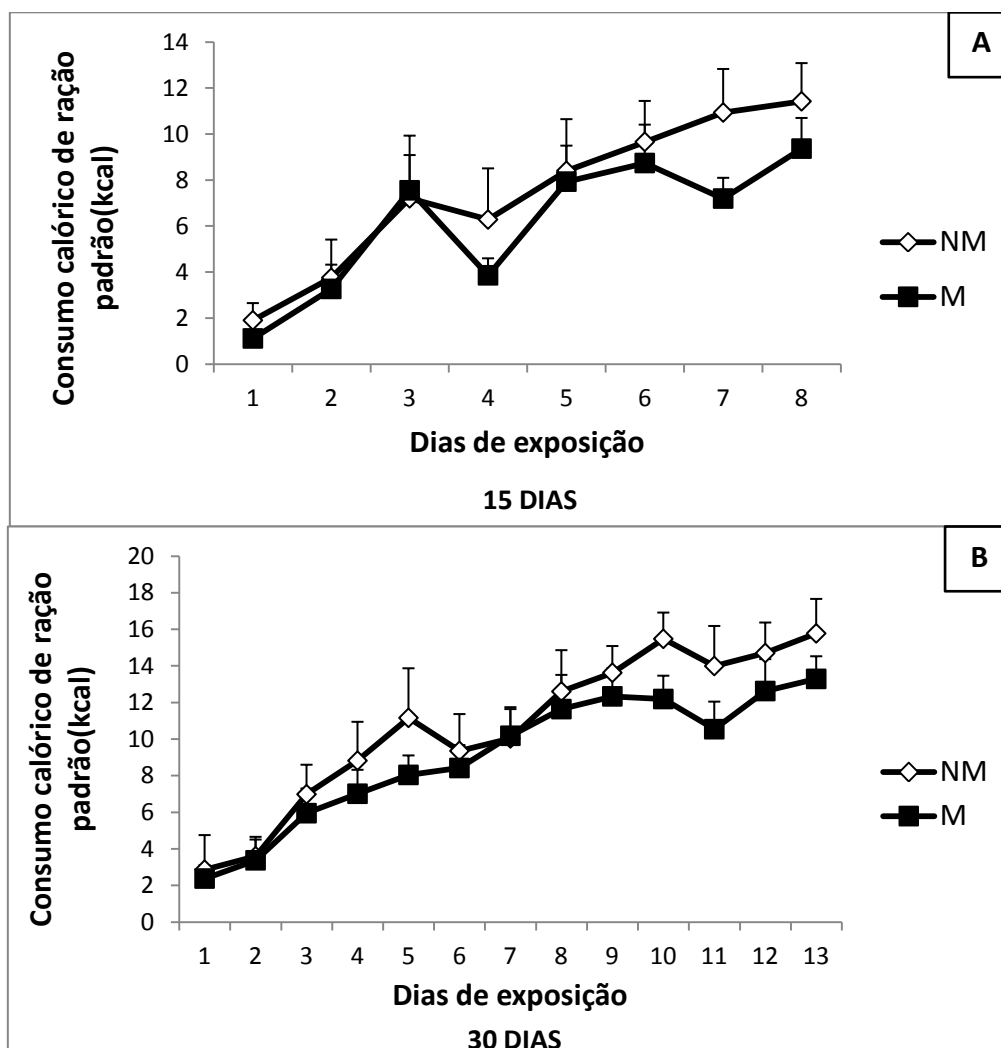 A
Consumo calórico de ração
padrão(kcal)
14
12
10
8
6
4
2
0
1 2 3 4 5 6 7 8
Dias de exposição
15 DIAS
NM
M
B
Consumo calórico de ração
padrão(kcal)
20
18
16
14
12
10
8
6
4
2
0
1 2 3 4 5 6 7 8 9 10 11 12 13
Dias de exposição
30 DIAS
NM
M